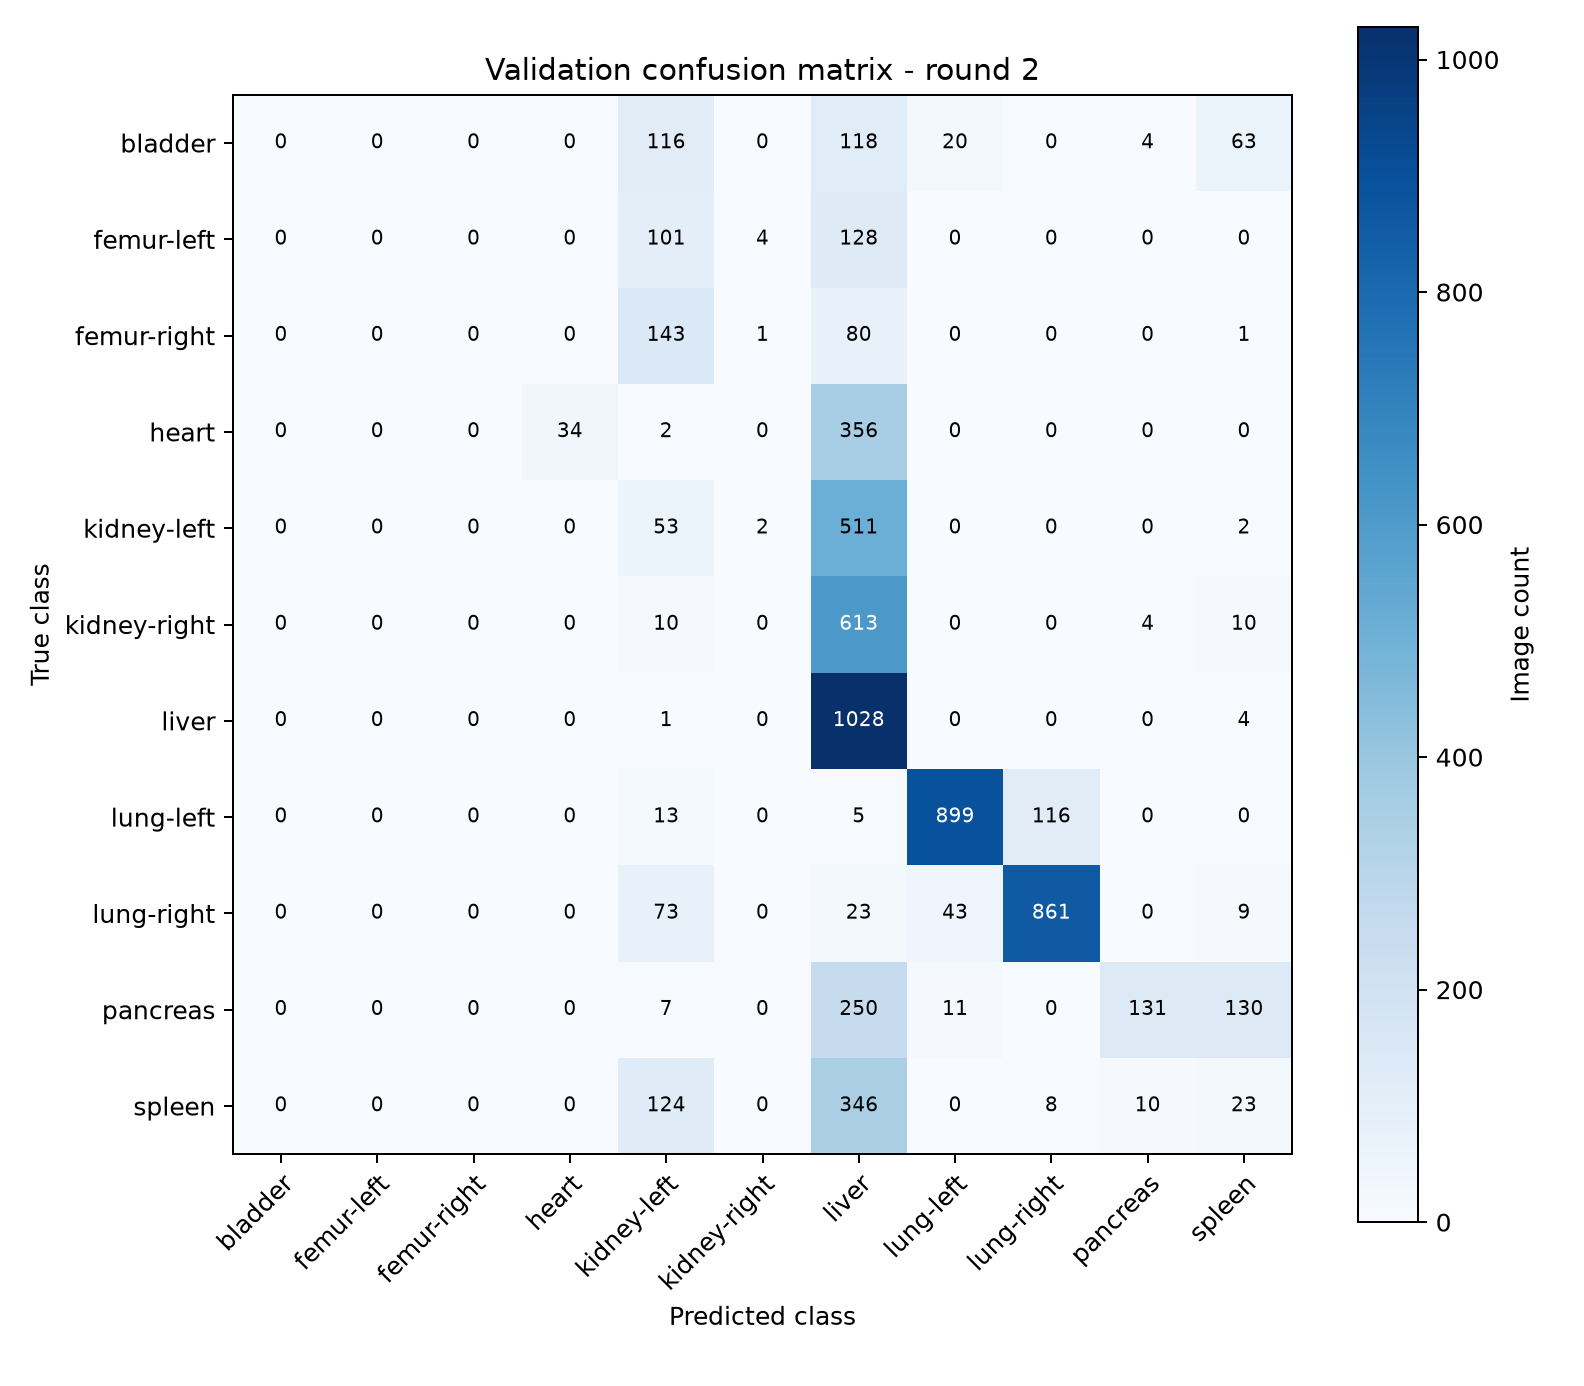 Validation confusion matrix - round 2
True class
bladder 0 0 0 0 116 0 118 20 0 4 63
femur-left 0 0 0 0 101 4 128 0 0 0 0
femur-right 0 0 0 0 143 1 80 0 0 0 1
heart 0 0 0 34 2 0 356 0 0 0 0
kidney-left 0 0 0 0 53 2 511 0 0 0 2
kidney-right 0 0 0 0 10 0 613 0 0 4 10
liver 0 0 0 0 1 0 1028 0 0 0 4
lung-left 0 0 0 0 13 0 5 899 116 0 0
lung-right 0 0 0 0 73 0 23 43 861 0 9
pancreas 0 0 0 0 7 0 250 11 0 131 130
spleen 0 0 0 0 124 0 346 0 8 10 23
bladder femur-left femur-right heart kidney-left kidney-right liver lung-left lung-right pancreas spleen
Predicted class
1000
800
600
400
200
0
Image count